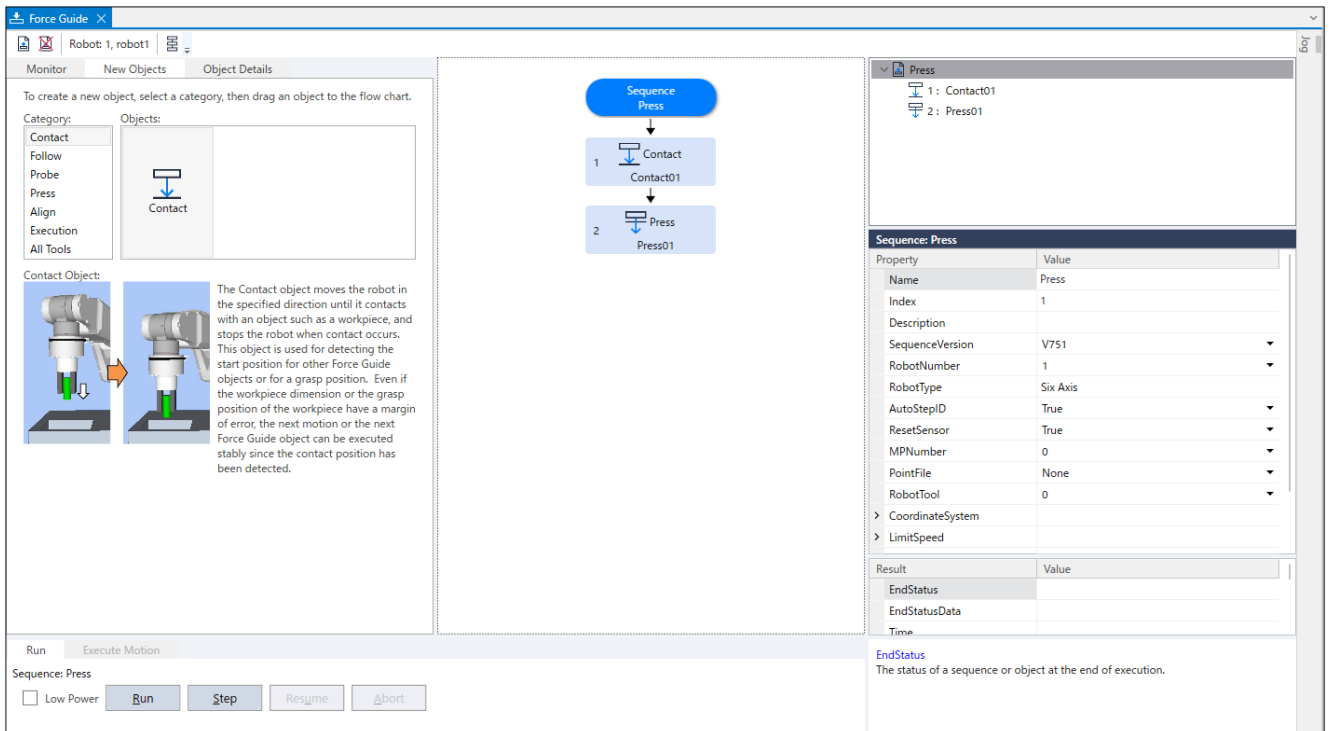 Force Guide
Robot: 1, robot1
Jog
Monitor New Objects Object Details
To create a new object, select a category, then drag an object to the flow chart.
Category: Objects:
Contact
Follow
Probe
Press
Align
Execution
All Tools
Contact
Contact Object:
The Contact object moves the robot in
the specified direction until it contacts
with an object such as a workpiece, and
stops the robot when contact occurs.
This object is used for detecting the
start position for other Force Guide
objects or for a grasp position. Even if
the workpiece dimension or the grasp
position of the workpiece have a margin
of error, the next motion or the next
Force Guide object can be executed
stably since the contact position has
been detected.
Sequence
Press
1 Contact
Contact01
2 Press
Press01
Press
1 : Contact01
2 : Press01
Sequence: Press
Property Value
Name Press
Index 1
Description
SequenceVersion V751
RobotNumber 1
RobotType Six Axis
AutoStepID True
ResetSensor True
MPNumber 0
PointFile None
RobotTool 0
CoordinateSystem
LimitSpeed
Result Value
EndStatus
EndStatusData
Time
EndStatus
The status of a sequence or object at the end of execution.
Run Execute Motion
Sequence: Press
Low Power Run Step Resume Abort